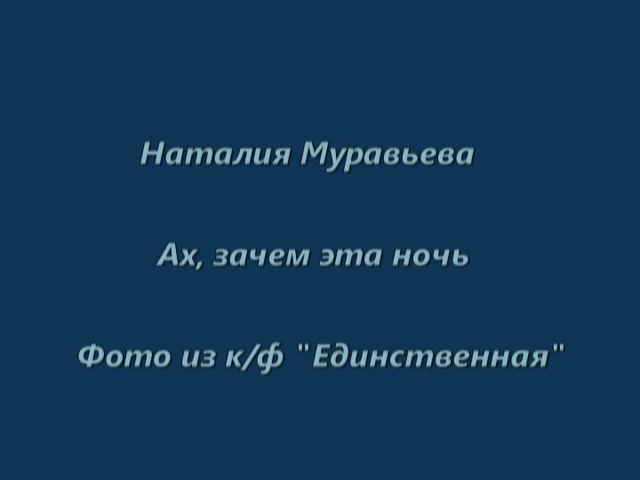 Наталия Муравьева
Ах, зачем эта ночь
Фото из к/ф "Единственная"